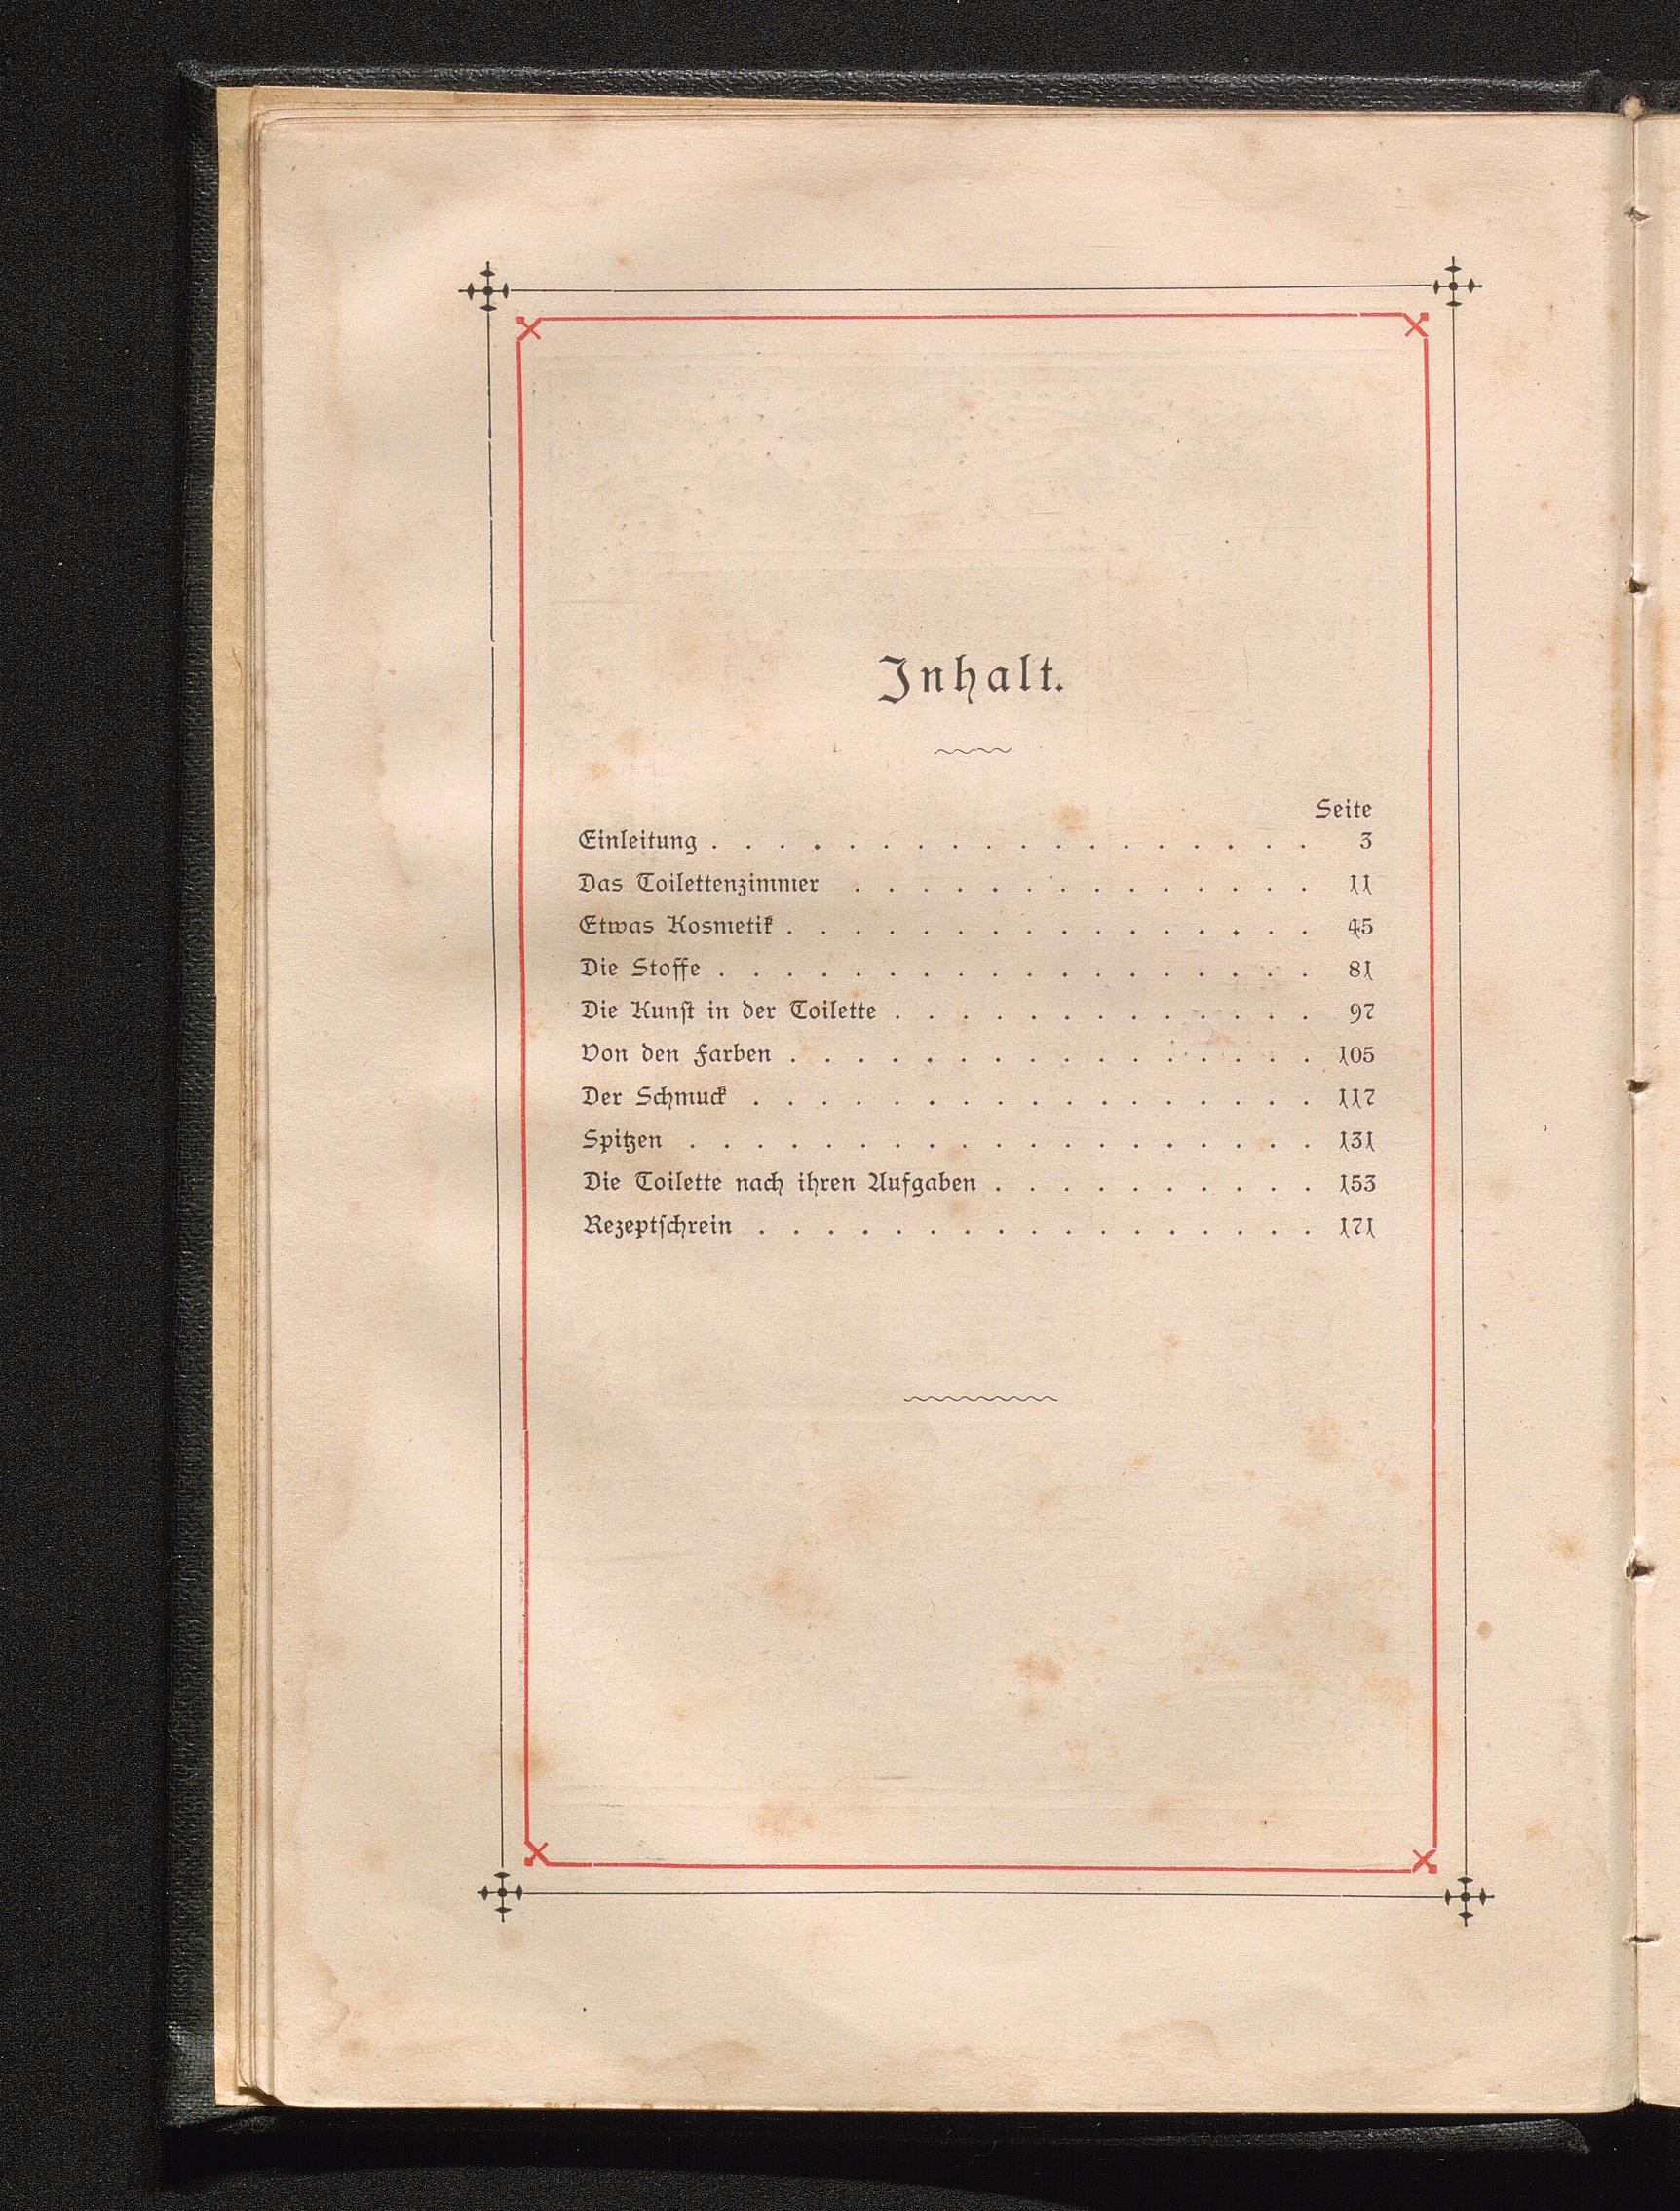 Inhalt.
Seite
Einleitung . . . . . . . . . . . . . . . . . . 3
Das Toilettenzimmer . . . . . . . . . . . . . . 11
Etwas Kosmetik . . . . . . . . . . . . . . . . 45
Die Stoffe . . . . . . . . . . . . . . . . . . 81
Die Kunſt in der Toilette . . . . . . . . . . . . . 97
Von den Farben . . . . . . . . . . . . . . . . 105
Der Schmuck . . . . . . . . . . . . . . . . . 117
Spitzen . . . . . . . . . . . . . . . . . . . 131
Die Toilette nach ihren Aufgaben . . . . . . . . . . 153
Rezeptſchrein . . . . . . . . . . . . . . . . . 171